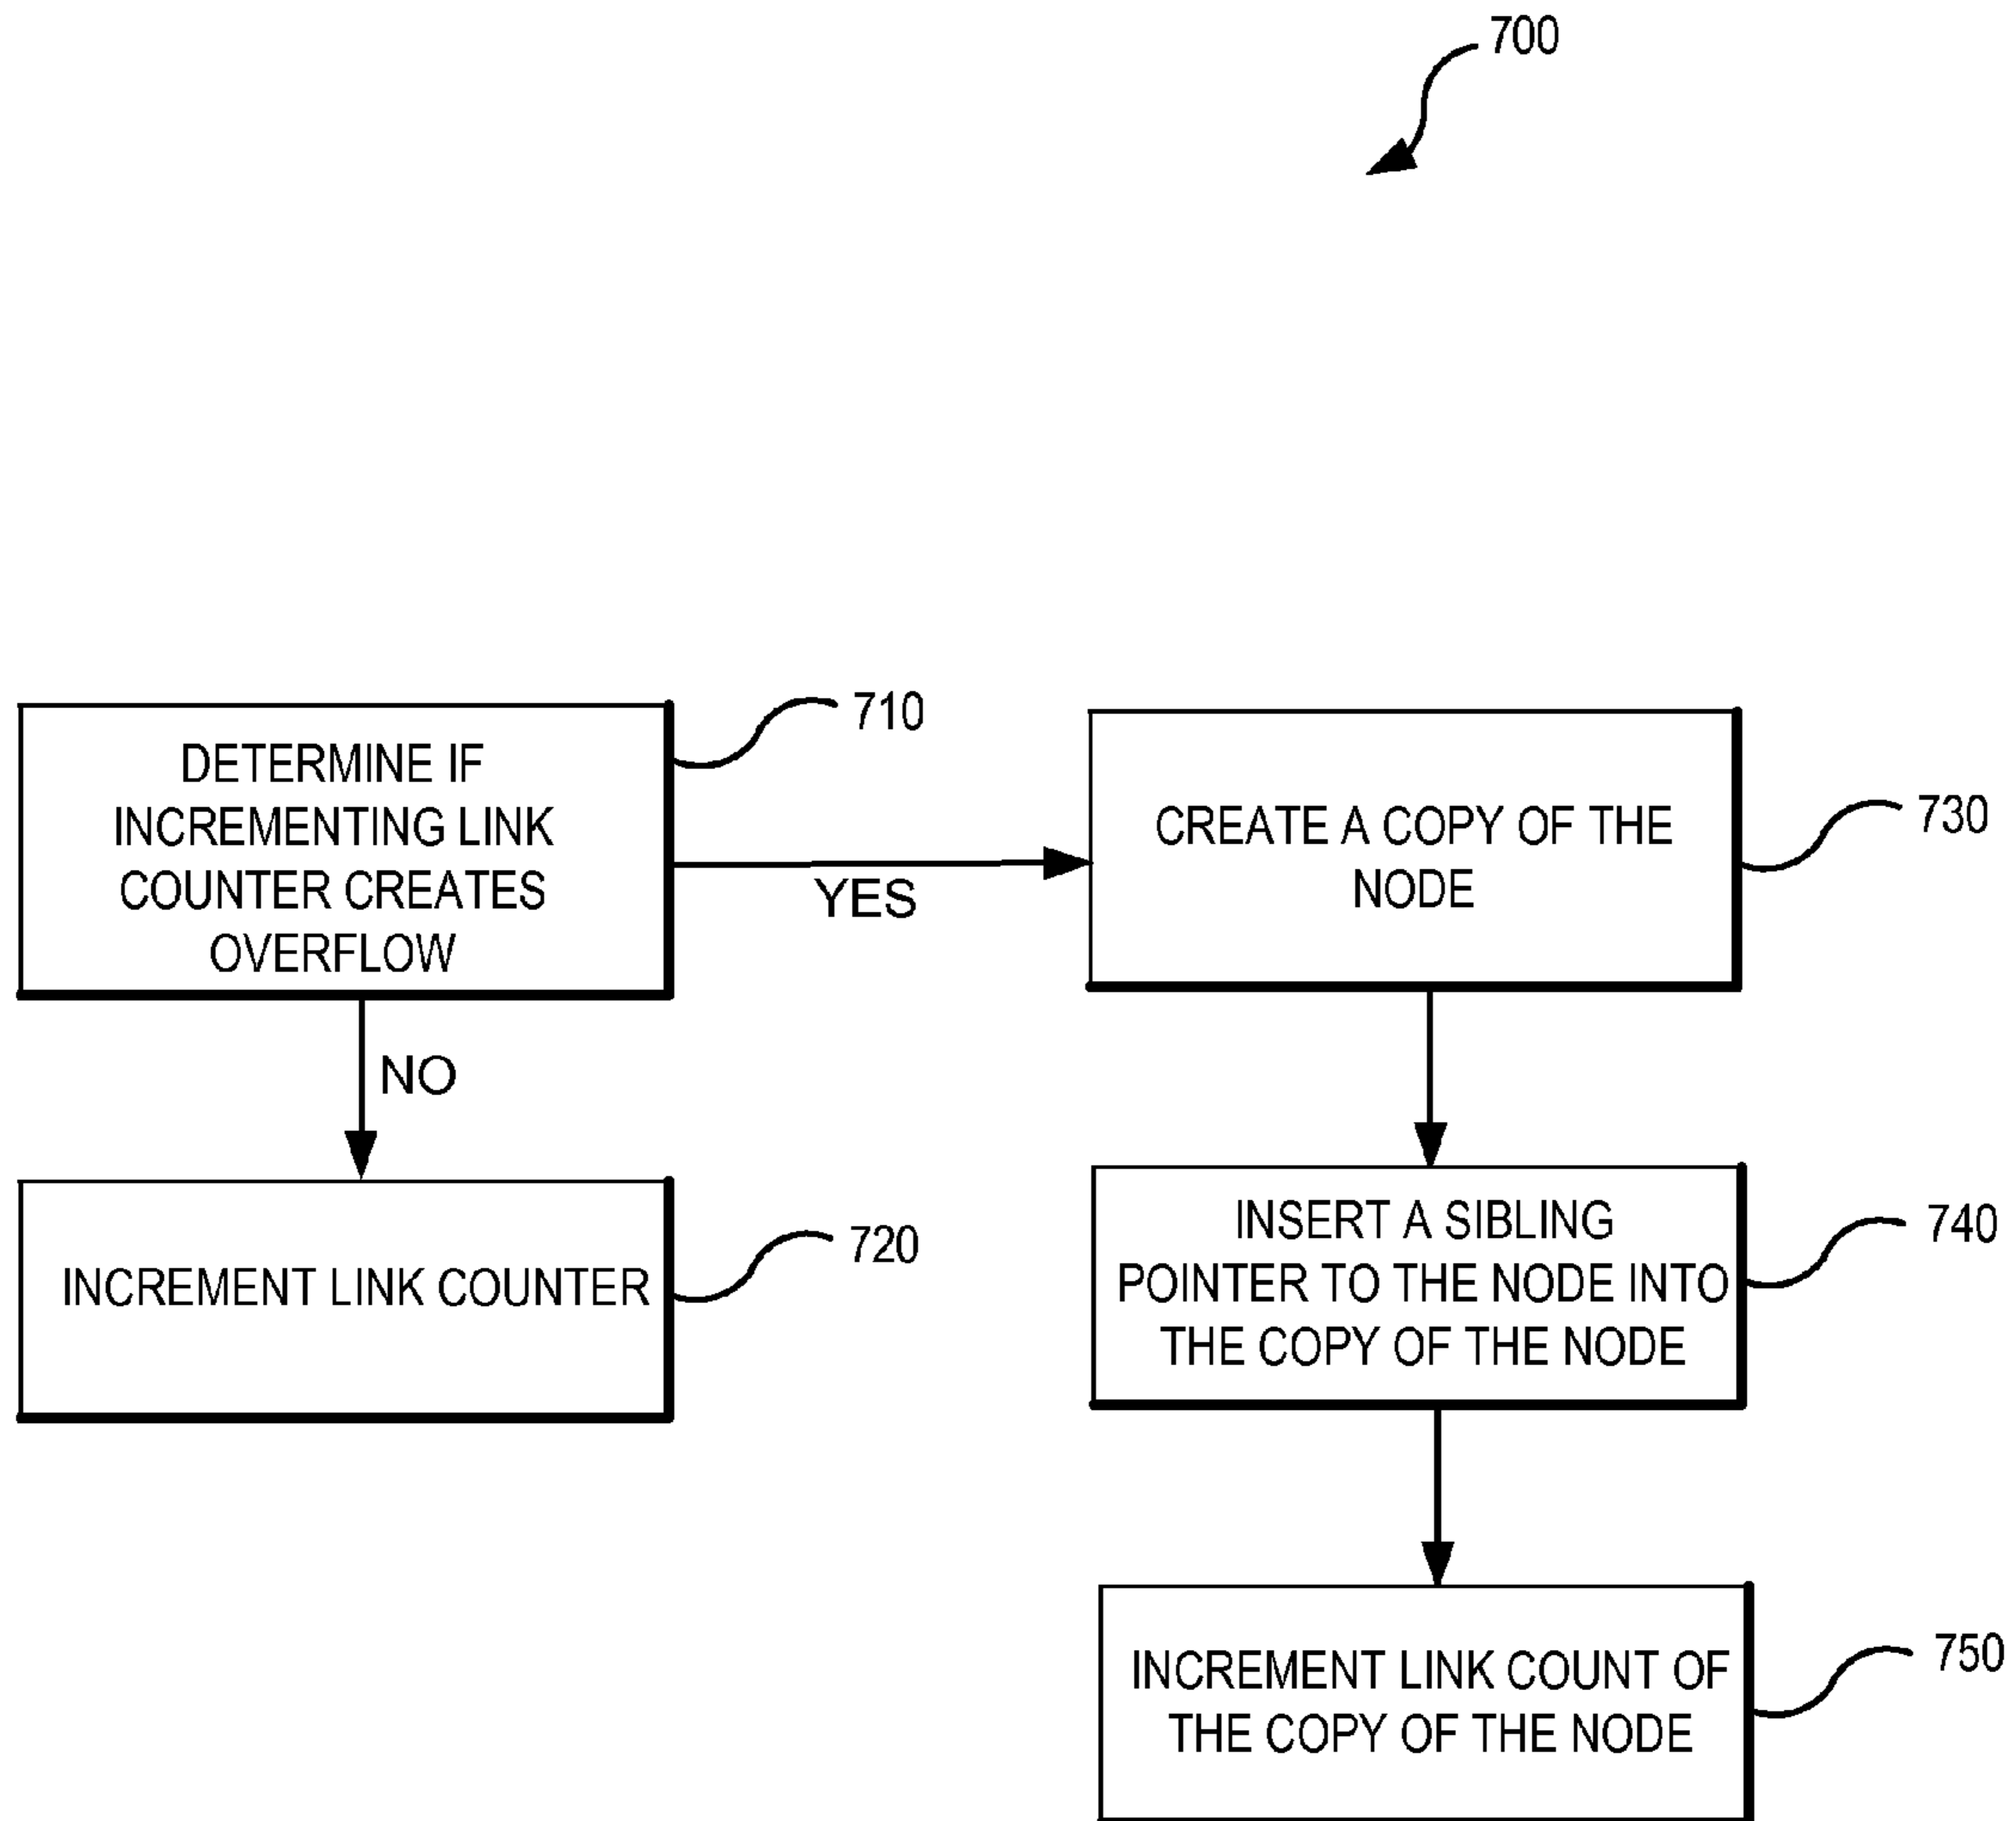 700
710
DETERMINE IF
INCREMENTING LINK
COUNTER CREATES
OVERFLOW
YES
730
CREATE A COPY OF THE
NODE
NO
720
INCREMENT LINK COUNTER
740
INSERT A SIBLING
POINTER TO THE NODE INTO
THE COPY OF THE NODE
750
INCREMENT LINK COUNT OF
THE COPY OF THE NODE